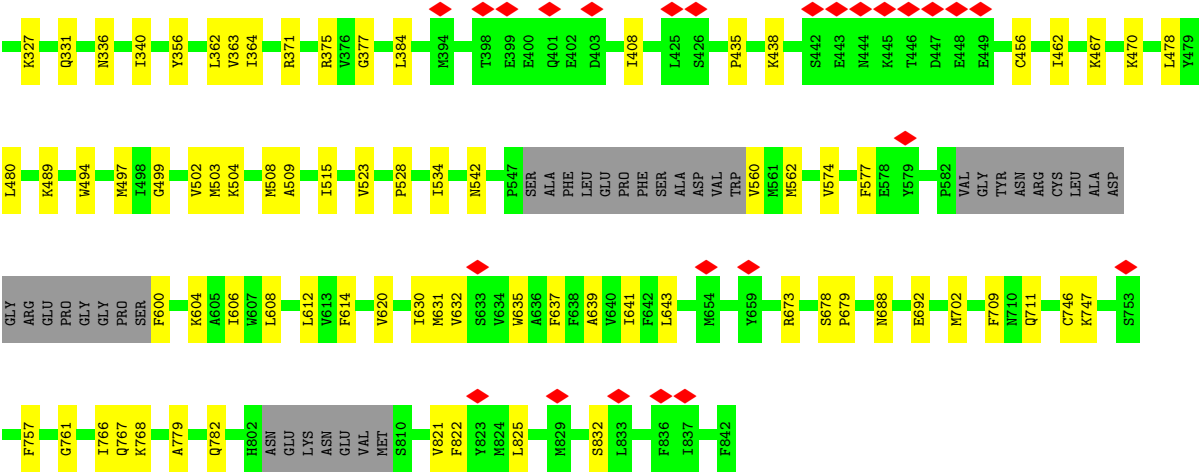 K327 Q331 N336 I340 Y356 L362 V363 I364 R371 R375 V376 G377 L384 M394 T398 E399 E400 Q401 E402 D403 I408 L425 S426 P435 K438 S442 E443 N444 K445 T446 D447 E448 E449 C456 I462 K467 K470 L478 Y479
L480 K489 W494 M497 I498 G499 V502 M503 K504 M508 A509 I515 V523 P528 I534 N542 P547 SER ALA PHE LEU GLU PRO PHE SER ALA ASP VAL TRP V560 M561 M562 V574 F577 E578 Y579 P582 VAL GLY TYR ASN ARG CYS LEU ALA ASP
GLY ARG GLU PRO GLY GLY PRO SER F600 K604 A605 I606 W607 L608 L612 V613 F614 V620 I630 M631 V632 S633 V634 W635 A636 F637 F638 A639 V640 I641 F642 L643 M654 Y659 R673 S678 P679 N688 E692 M702 F709 N710 Q711 C746 K747 S753
F757 G761 I766 Q767 K768 A779 Q782 H802 ASN GLU LYS ASN GLU VAL MET S810 V821 F822 Y823 M824 L825 M829 S832 L833 F836 I837 F842